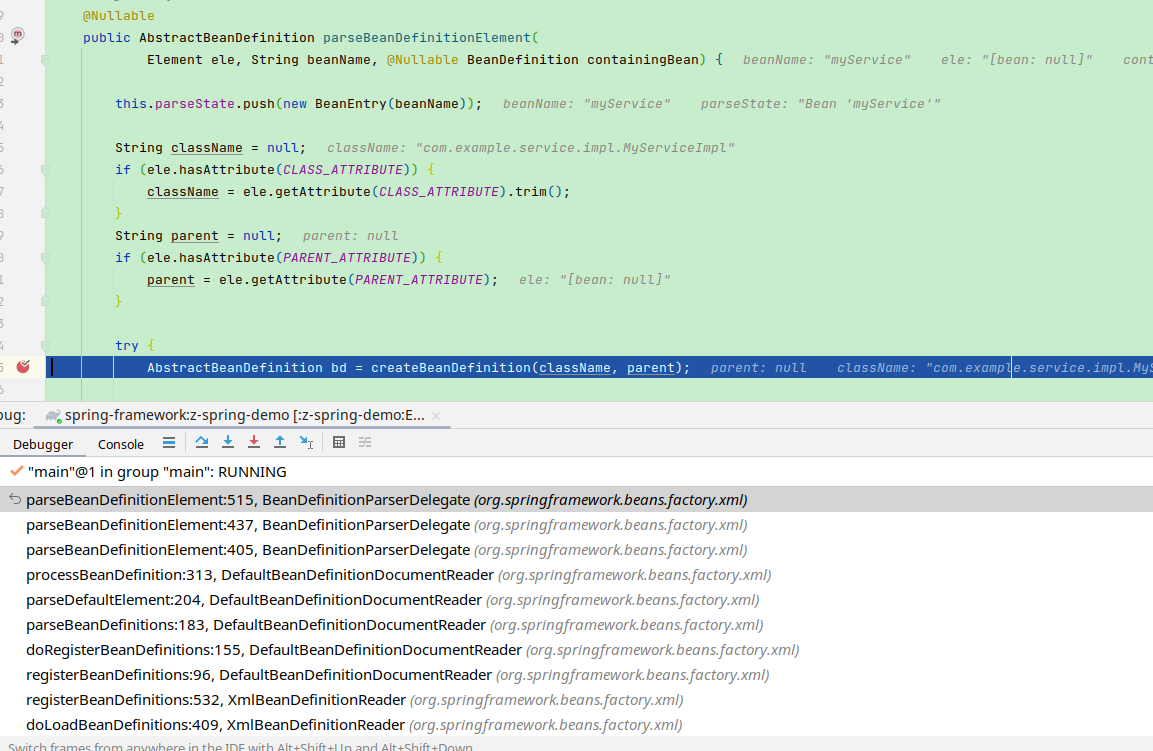 @Nullable
public AbstractBeanDefinition parseBeanDefinitionElement(
Element ele, String beanName, @Nullable BeanDefinition containingBean) { beanName: "myService" ele: "[bean: null]" cont
this.parseState.push(new BeanEntry(beanName)); beanName: "myService" parseState: "Bean 'myService'"
String className = null; className: "com.example.service.impl.MyServiceImpl"
if (ele.hasAttribute(CLASS_ATTRIBUTE)) {
className = ele.getAttribute(CLASS_ATTRIBUTE).trim();
}
String parent = null; parent: null
if (ele.hasAttribute(PARENT_ATTRIBUTE)) {
parent = ele.getAttribute(PARENT_ATTRIBUTE); ele: "[bean: null]"
}
try {
AbstractBeanDefinition bd = createBeanDefinition(className, parent); parent: null className: "com.example.service.impl.MyS
bug: spring-framework:z-spring-demo [:z-spring-demo:E... ×
Debugger Console
"main"@1 in group "main": RUNNING
parseBeanDefinitionElement:515, BeanDefinitionParserDelegate (org.springframework.beans.factory.xml)
parseBeanDefinitionElement:437, BeanDefinitionParserDelegate (org.springframework.beans.factory.xml)
parseBeanDefinitionElement:405, BeanDefinitionParserDelegate (org.springframework.beans.factory.xml)
processBeanDefinition:313, DefaultBeanDefinitionDocumentReader (org.springframework.beans.factory.xml)
parseDefaultElement:204, DefaultBeanDefinitionDocumentReader (org.springframework.beans.factory.xml)
parseBeanDefinitions:183, DefaultBeanDefinitionDocumentReader (org.springframework.beans.factory.xml)
doRegisterBeanDefinitions:155, DefaultBeanDefinitionDocumentReader (org.springframework.beans.factory.xml)
registerBeanDefinitions:96, DefaultBeanDefinitionDocumentReader (org.springframework.beans.factory.xml)
registerBeanDefinitions:532, XmlBeanDefinitionReader (org.springframework.beans.factory.xml)
doLoadBeanDefinitions:409, XmlBeanDefinitionReader (org.springframework.beans.factory.xml)
Switch frames from anywhere in the IDE with Alt+Shift+Up and Alt+Shift+Down